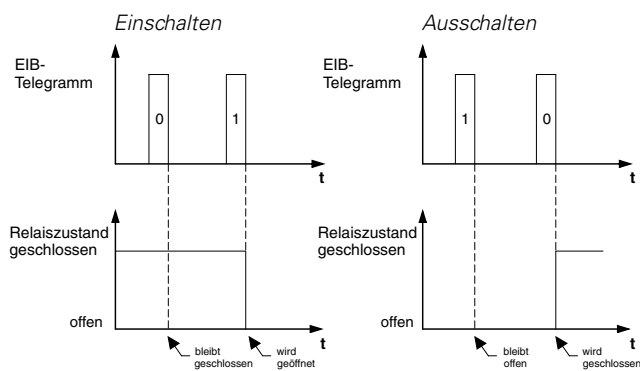 Einschalten
EIB-
Telegramm
0
1
t
Relaiszustand
geschlossen
offen
t
bleibt
geschlossen
wird
geöffnet
Ausschalten
EIB-
Telegramm
1
0
t
Relaiszustand
geschlossen
offen
t
bleibt
offen
wird
geschlossen